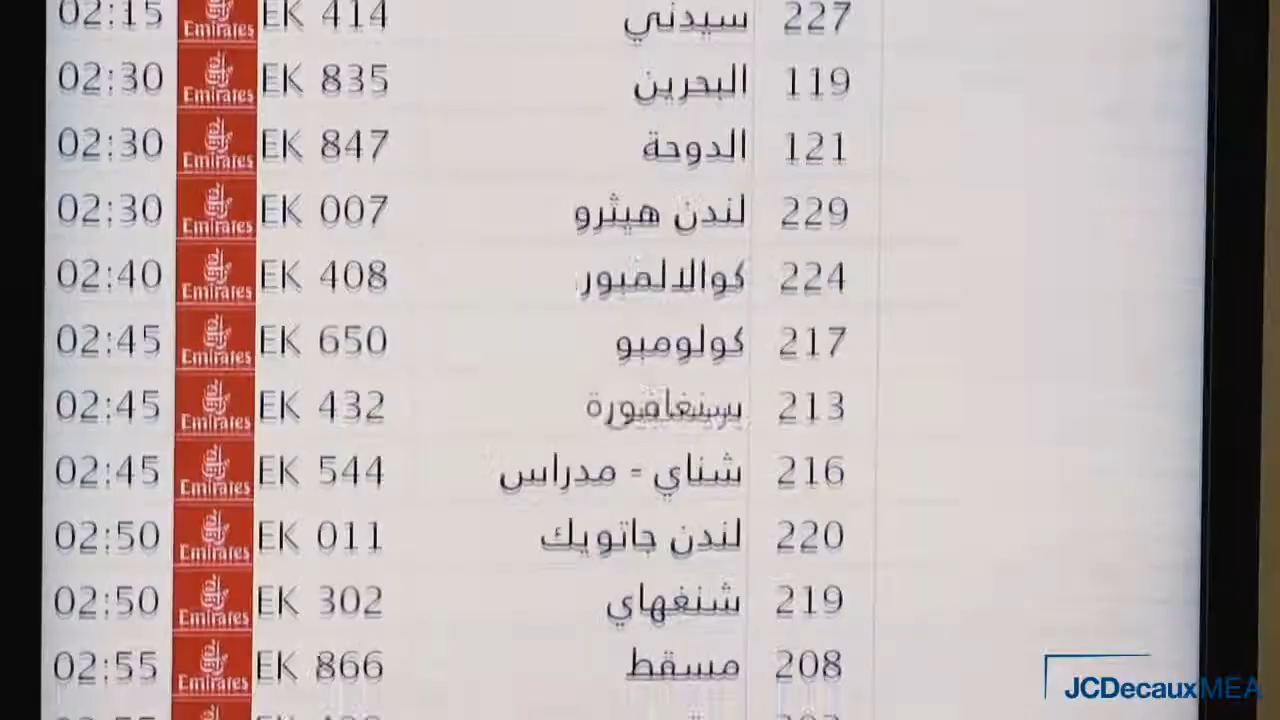 02:15 Emirates EK 414 سيدني 227
02:30 Emirates EK 835 البحرين 119
02:30 Emirates EK 847 الدوحة 121
02:30 Emirates EK 007 لندن هيثرو 229
02:40 Emirates EK 408 كوالالمبور 224
02:45 Emirates EK 650 كولومبو 217
02:45 Emirates EK 432 سنغافورة 213
02:45 Emirates EK 544 شناي - مدراس 216
02:50 Emirates EK 011 لندن جاتويك 220
02:50 Emirates EK 302 شنغهاي 219
02:55 Emirates EK 866 مسقط 208
JCDecauxMEA